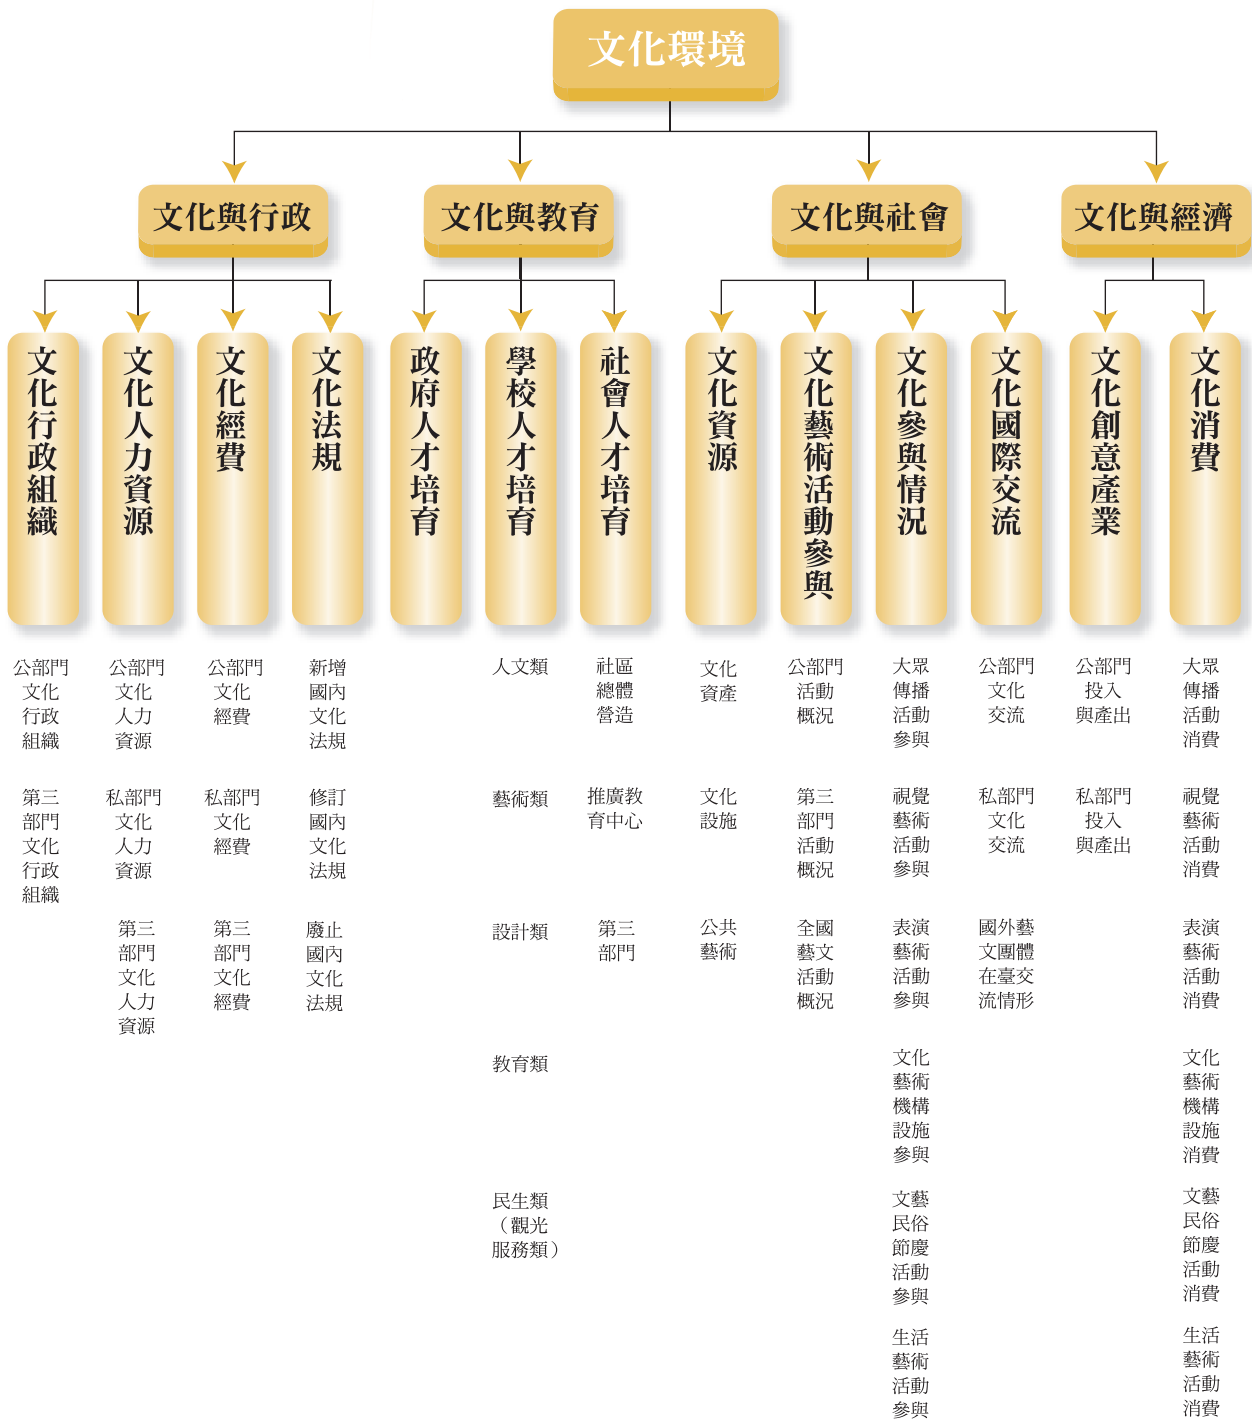 文化環境
文化與行政
文化與教育
文化與社會
文化與經濟
文化行政組織
文化人力資源
文化經費
文化法規
政府人才培育
學校人才培育
社會人才培育
文化資源
文化藝術活動參與
文化參與情況
文化國際交流
文化創意產業
文化消費
公部門
文化
行政
組織
第三
部門
文化
行政
組織
公部門
文化
人力
資源
私部門
文化
人力
資源
第三
部門
文化
人力
資源
公部門
文化
經費
私部門
文化
經費
第三
部門
文化
經費
新增
國內
文化
法規
修訂
國內
文化
法規
廢止
國內
文化
法規
人文類
藝術類
設計類
教育類
民生類
（觀光
服務類）
社區
總體
營造
推廣教
育中心
第三
部門
文化
資產
文化
設施
公共
藝術
公部門
活動
概況
第三
部門
活動
概況
全國
藝文
活動
概況
大眾
傳播
活動
參與
視覺
藝術
活動
參與
表演
藝術
活動
參與
文化
藝術
機構
設施
參與
文藝
民俗
節慶
活動
參與
生活
藝術
活動
參與
公部門
文化
交流
私部門
文化
交流
國外藝
文團體
在臺交
流情形
公部門
投入
與產出
私部門
投入
與產出
大眾
傳播
活動
消費
視覺
藝術
活動
消費
表演
藝術
活動
消費
文化
藝術
機構
設施
消費
文藝
民俗
節慶
活動
消費
生活
藝術
活動
消費